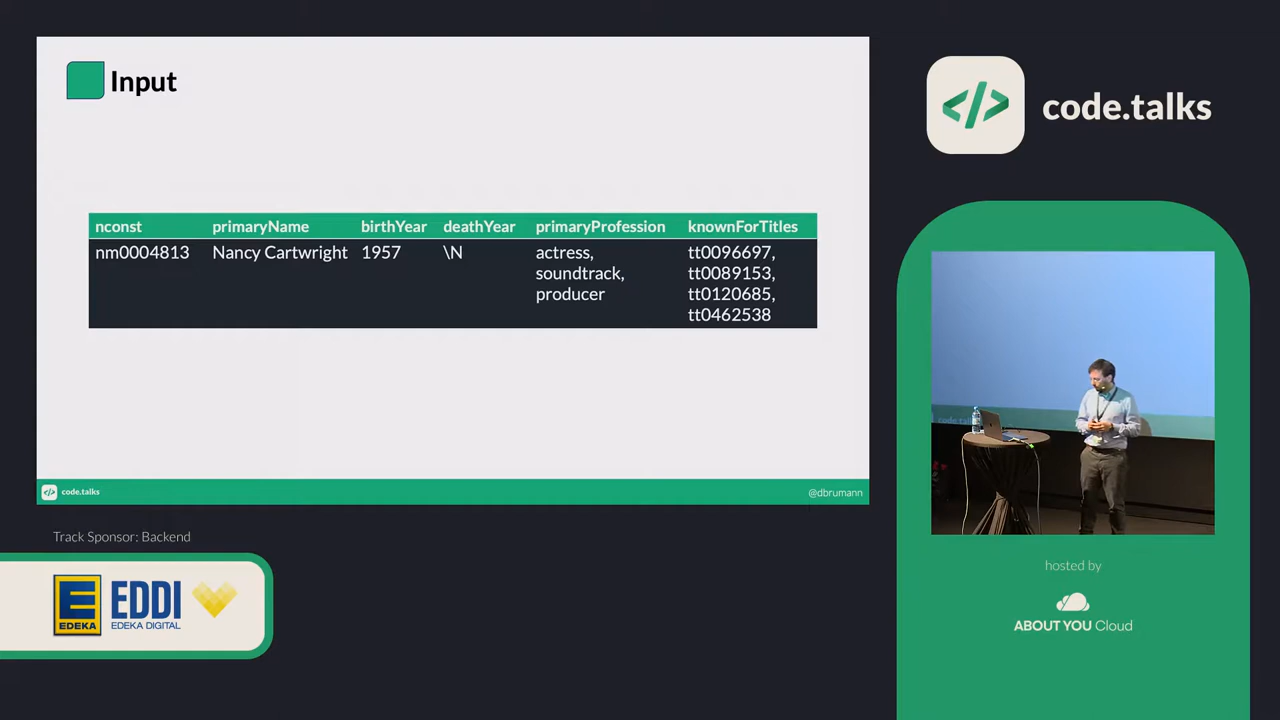 Input
nconst primaryName birthYear deathYear primaryProfession knownForTitles
nm0004813 Nancy Cartwright 1957 \N actress, tt0096697,
soundtrack, tt0089153,
producer tt0120685,
tt0462538
code.talks
@dbrumann
Track Sponsor: Backend
E
EDEKA
EDDI
EDEKA DIGITAL
</> code.talks
hosted by
ABOUT YOU Cloud